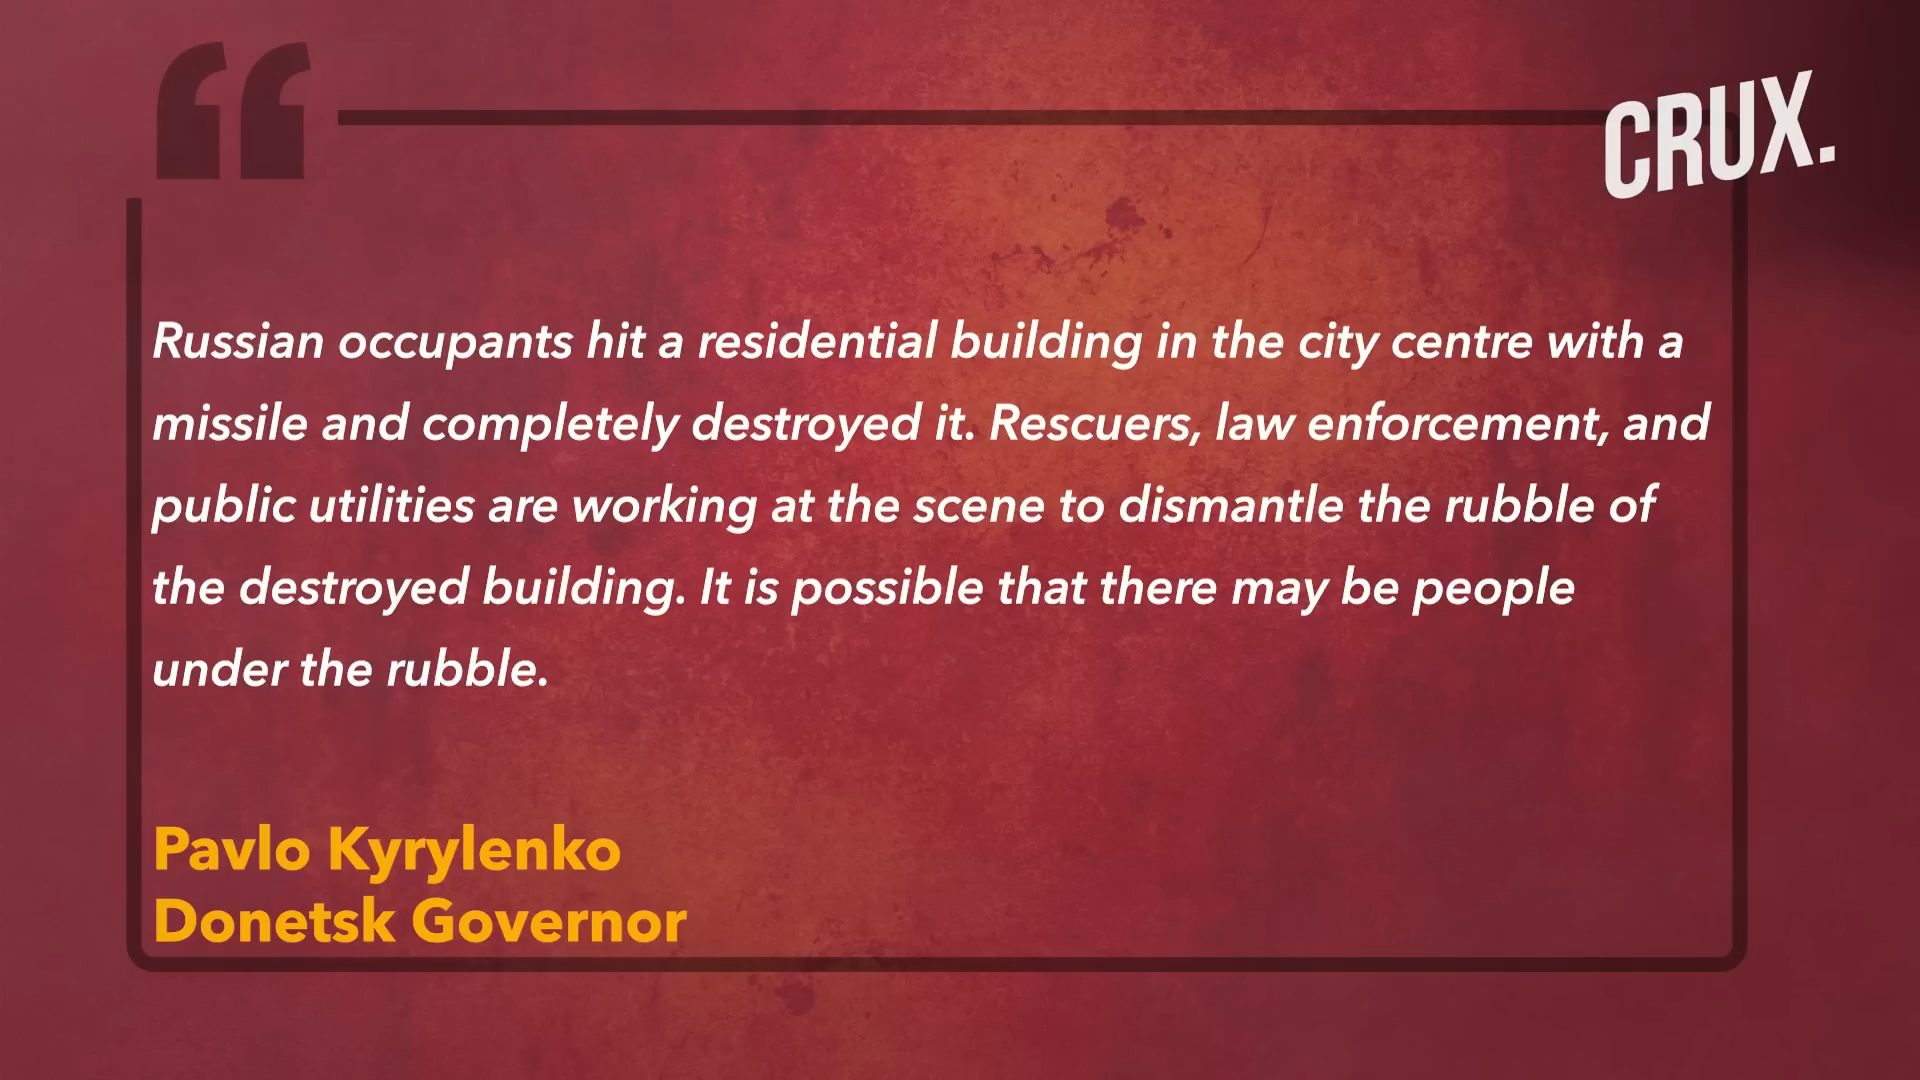 “
CRUX.
Russian occupants hit a residential building in the city centre with a
missile and completely destroyed it. Rescuers, law enforcement, and
public utilities are working at the scene to dismantle the rubble of
the destroyed building. It is possible that there may be people
under the rubble.
Pavlo Kyrylenko
Donetsk Governor